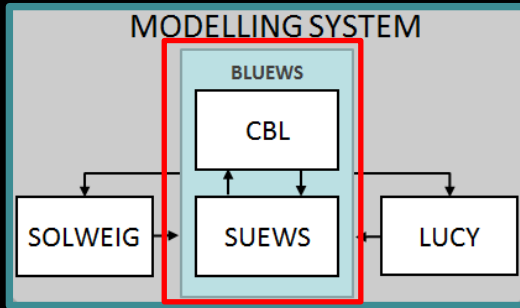 MODELLING SYSTEM
BLUEWS
CBL
SOLWEIG
SUEWS
LUCY